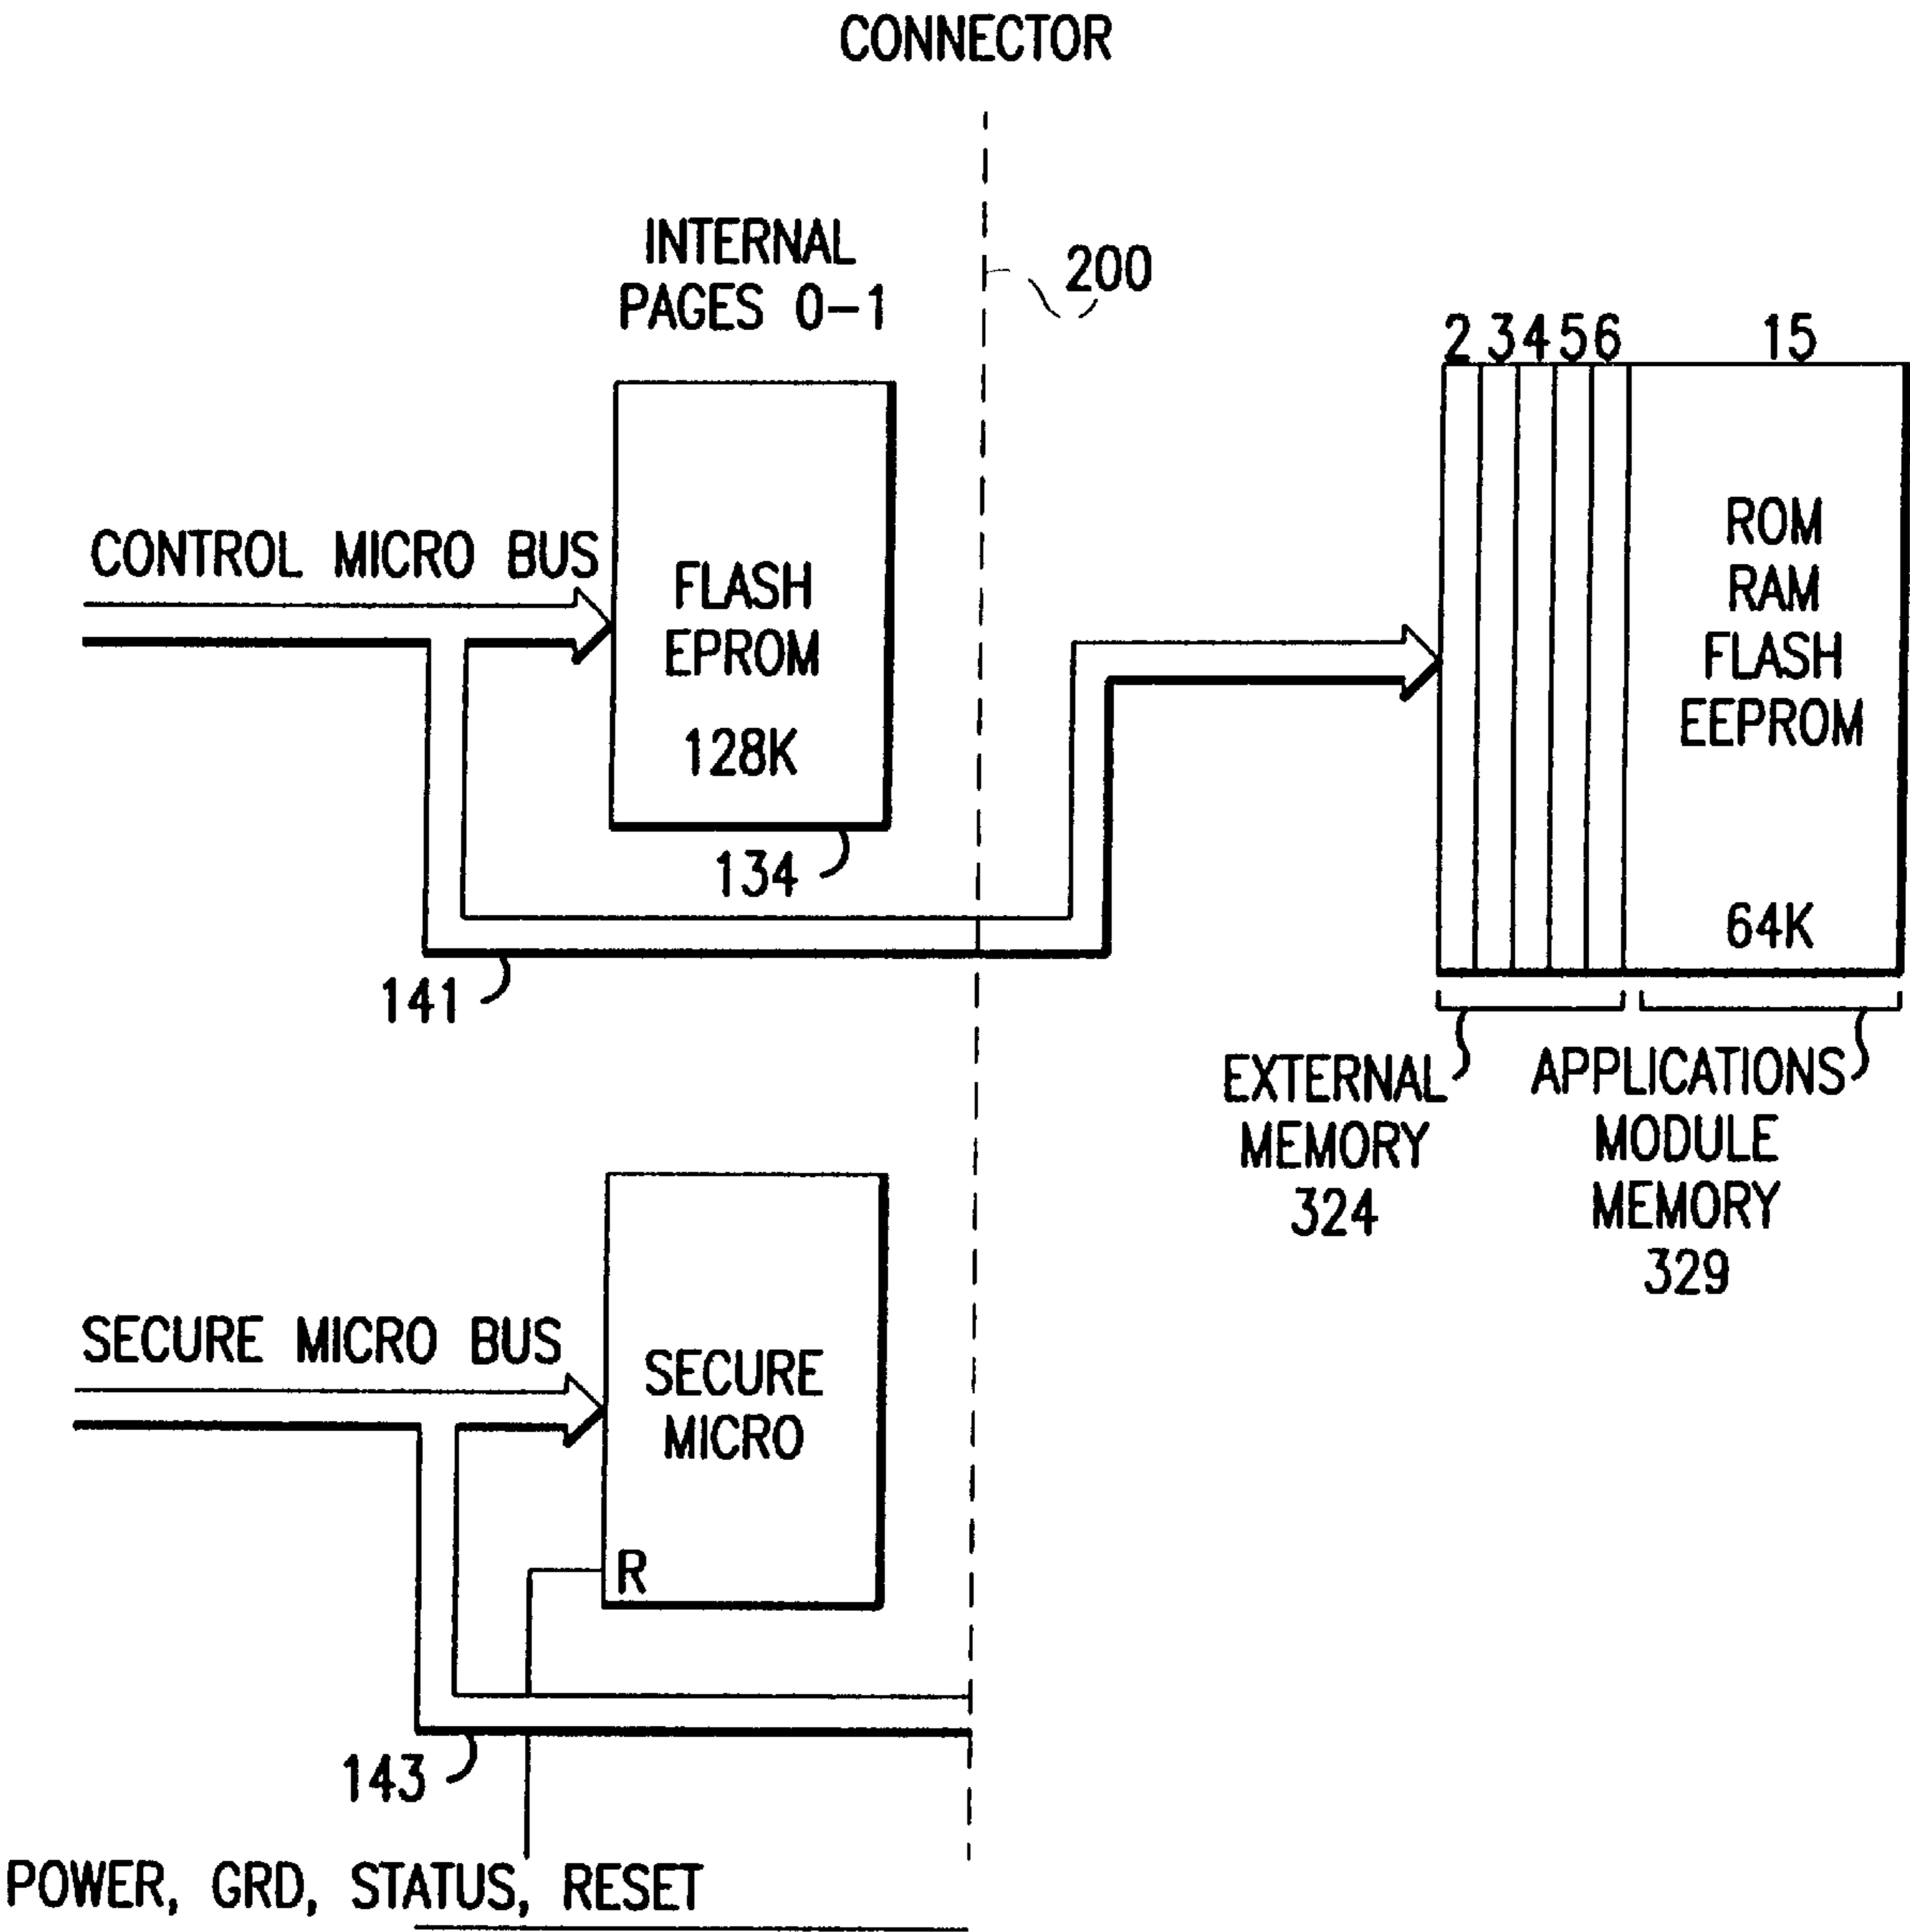 CONNECTOR
INTERNAL
PAGES 0-1
200
2 3 4 5 6 15
CONTROL MICRO BUS
FLASH
EPROM
128K
134
141
ROM
RAM
FLASH
EEPROM
64K
EXTERNAL
MEMORY
324
APPLICATIONS
MODULE
MEMORY
329
SECURE MICRO BUS
SECURE
MICRO
R
143
POWER, GRD, STATUS, RESET